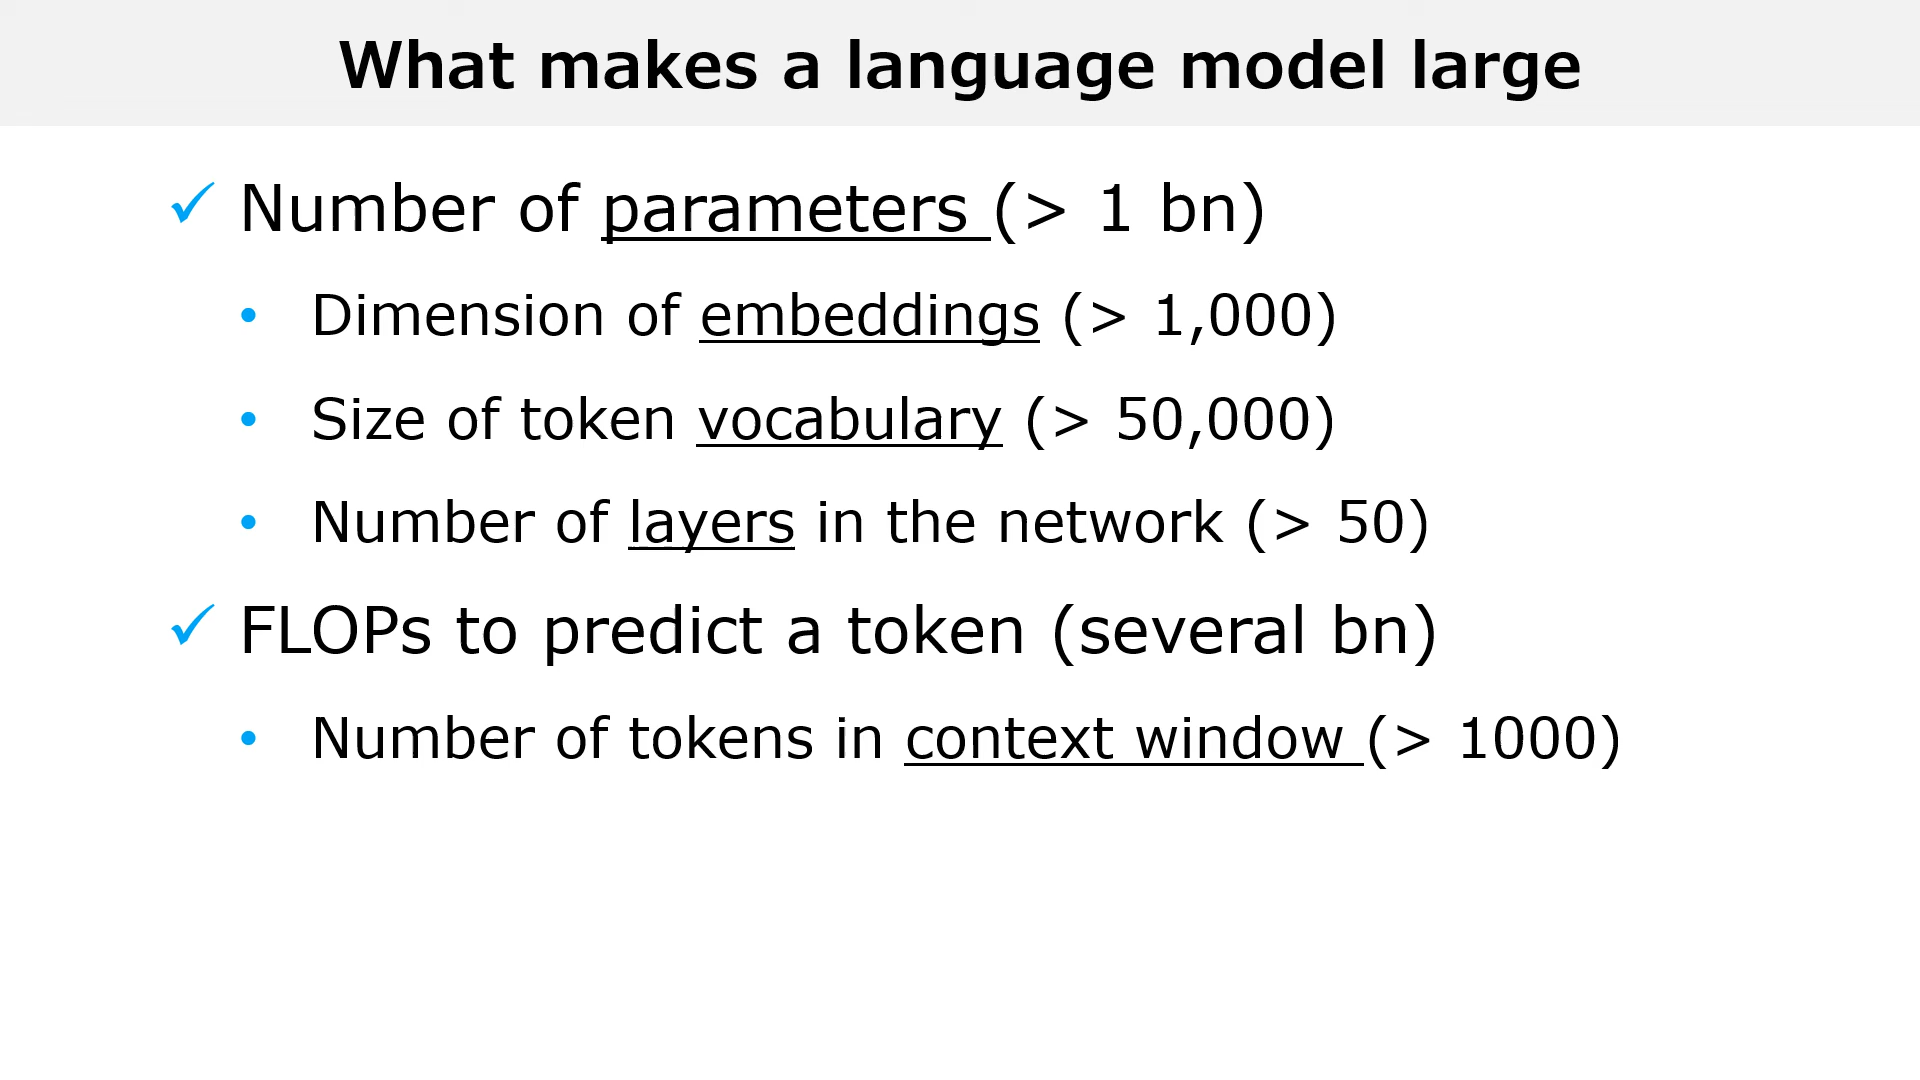 What makes a language model large
✓ Number of parameters (> 1 bn)
• Dimension of embeddings (> 1,000)
• Size of token vocabulary (> 50,000)
• Number of layers in the network (> 50)
✓ FLOPs to predict a token (several bn)
• Number of tokens in context window (> 1000)